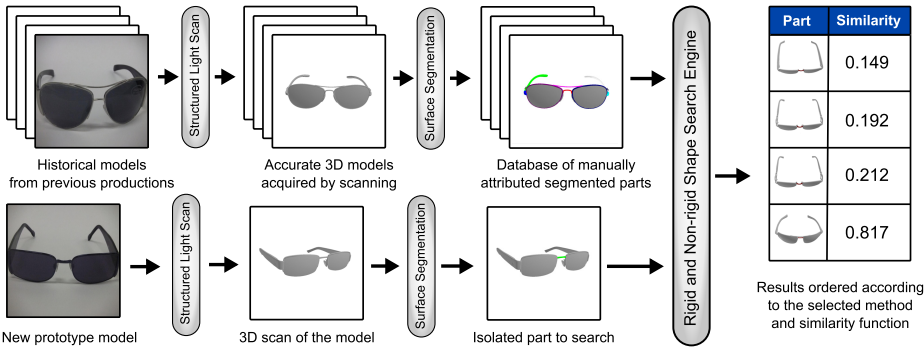 Structured Light Scan
Surface Segmentation
Historical models
from previous productions
Accurate 3D models
acquired by scanning
Database of manually
attributed segmented parts
Structured Light Scan
Surface Segmentation
New prototype model
3D scan of the model
Isolated part to search
Rigid and Non-rigid Shape Search Engine
Part Similarity
0.149
0.192
0.212
0.817
Results ordered according
to the selected method
and similarity function